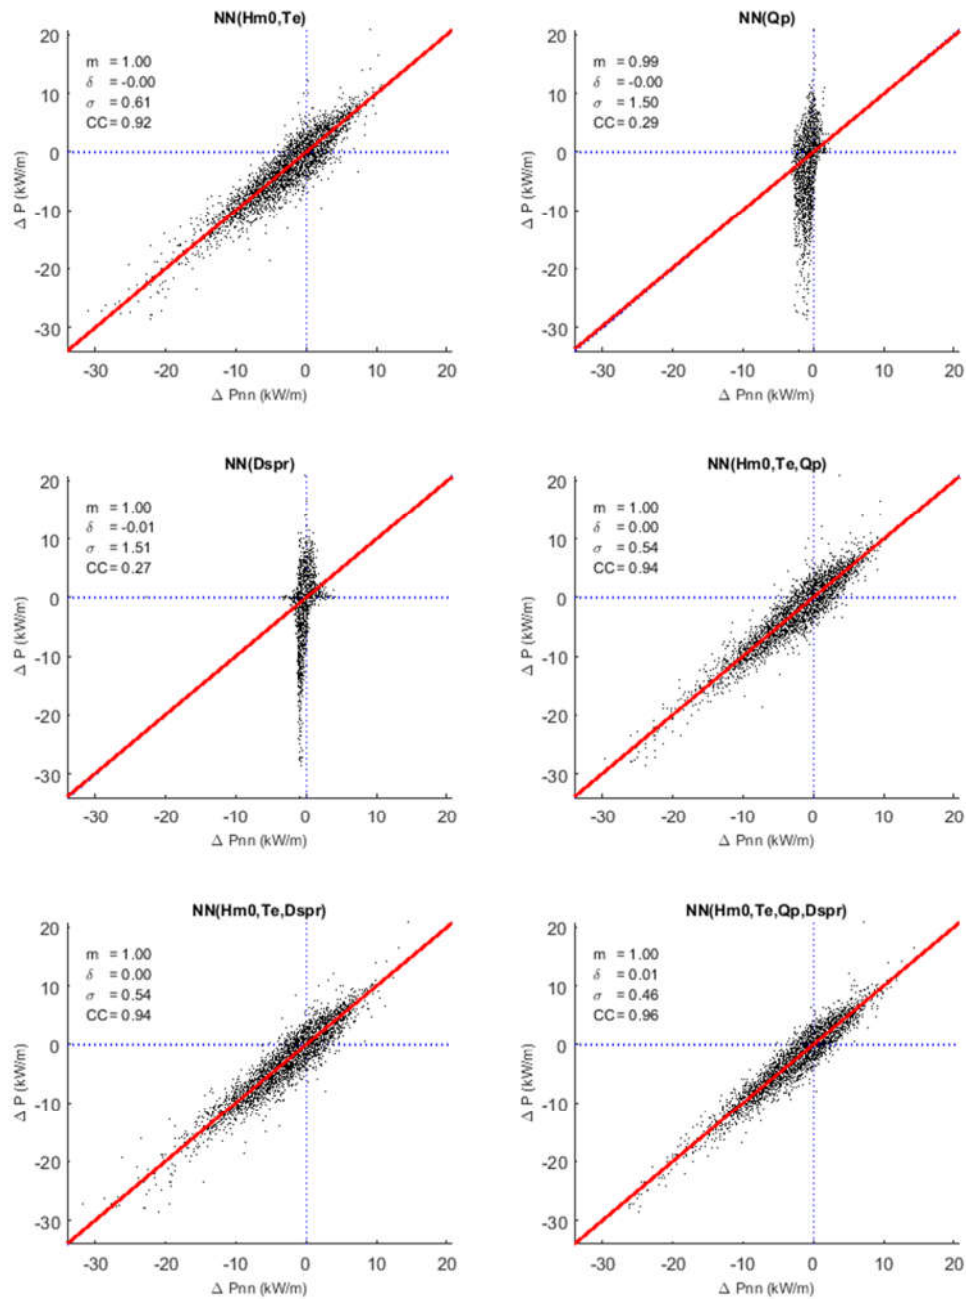 NN(Hm0,Te)
20
10
0
-10
-20
-30
Δ P (kW/m)
m = 1.00
δ = -0.00
σ = 0.61
CC = 0.92
-30 -20 -10 0 10 20
Δ Pnn (kW/m)
NN(Qp)
20
10
0
-10
-20
-30
Δ P (kW/m)
m = 0.99
δ = -0.00
σ = 1.50
CC = 0.29
-30 -20 -10 0 10 20
Δ Pnn (kW/m)
NN(Dspr)
20
10
0
-10
-20
-30
Δ P (kW/m)
m = 1.00
δ = -0.01
σ = 1.51
CC = 0.27
-30 -20 -10 0 10 20
Δ Pnn (kW/m)
NN(Hm0,Te,Qp)
20
10
0
-10
-20
-30
Δ P (kW/m)
m = 1.00
δ = 0.00
σ = 0.54
CC = 0.94
-30 -20 -10 0 10 20
Δ Pnn (kW/m)
NN(Hm0,Te,Dspr)
20
10
0
-10
-20
-30
Δ P (kW/m)
m = 1.00
δ = 0.00
σ = 0.54
CC = 0.94
-30 -20 -10 0 10 20
Δ Pnn (kW/m)
NN(Hm0,Te,Qp,Dspr)
20
10
0
-10
-20
-30
Δ P (kW/m)
m = 1.00
δ = 0.01
σ = 0.46
CC = 0.96
-30 -20 -10 0 10 20
Δ Pnn (kW/m)